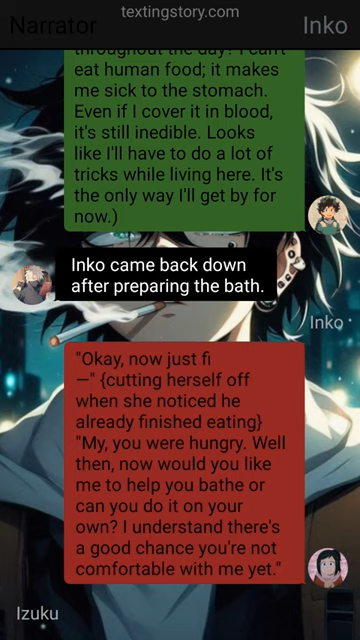 textingstory.com
Narrator
Inko
throughout the day? I can't
eat human food; it makes
me sick to the stomach.
Even if I cover it in blood,
it's still inedible. Looks
like I'll have to do a lot of
tricks while living here. It's
the only way I'll get by for
now.)
Inko came back down
after preparing the bath.
Inko
"Okay, now just fi
—" {cutting herself off
when she noticed he
already finished eating}
"My, you were hungry. Well
then, now would you like
me to help you bathe or
can you do it on your
own? I understand there's
a good chance you're not
comfortable with me yet."
Izuku